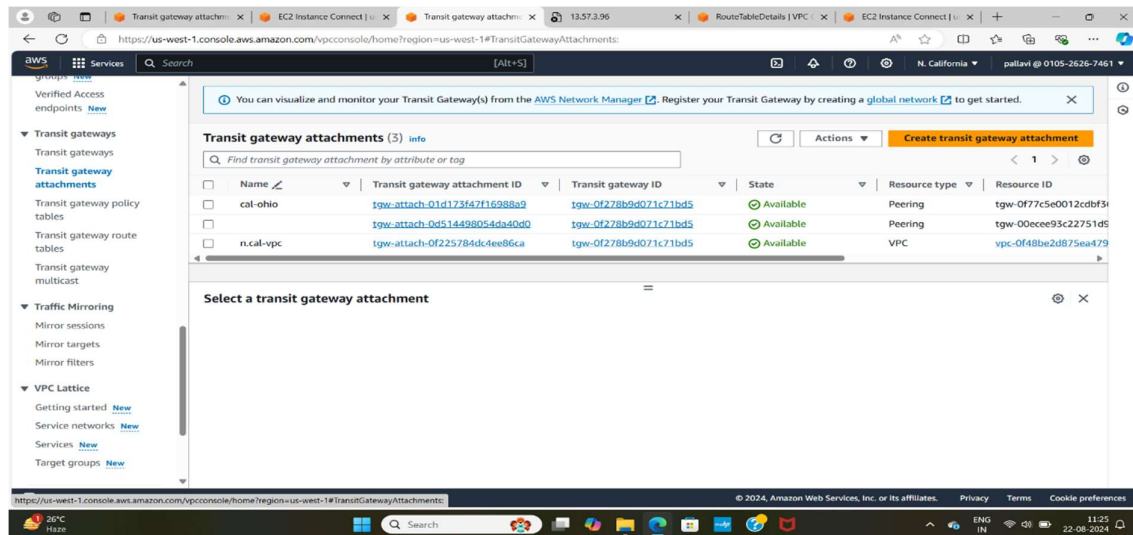 Transit gateway attachm
EC2 Instance Connect | u
Transit gateway attachme
13.57.3.96
RouteTableDetails | VPC C
EC2 Instance Connect | u
https://us-west-1.console.aws.amazon.com/vpcconsole/home?region=us-west-1#TransitGatewayAttachments:
aws Services Search [Alt+S] N. California pallavi @ 0105-2626-7461
groups New
Verified Access
endpoints New
Transit gateways
Transit gateways
Transit gateway
attachments
Transit gateway policy
tables
Transit gateway route
tables
Transit gateway
multicast
Traffic Mirroring
Mirror sessions
Mirror targets
Mirror filters
VPC Lattice
Getting started New
Service networks New
Services New
Target groups New
You can visualize and monitor your Transit Gateway(s) from the AWS Network Manager. Register your Transit Gateway by creating a global network to get started.
Transit gateway attachments (3) info
Actions
Create transit gateway attachment
Find transit gateway attachment by attribute or tag
1
Name Transit gateway attachment ID Transit gateway ID State Resource type Resource ID
cal-ohio tgw-attach-01d173f47f16988a9 tgw-0f278b9d071c71bd5 Available Peering tgw-0f77c5e0012cdbf3
tgw-attach-0d514498054da40d0 tgw-0f278b9d071c71bd5 Available Peering tgw-00ecee93c22751d9
n.cal-vpc tgw-attach-0f225784dc4ee86ca tgw-0f278b9d071c71bd5 Available VPC vpc-0f48be2d875ea479
Select a transit gateway attachment
https://us-west-1.console.aws.amazon.com/vpcconsole/home?region=us-west-1#TransitGatewayAttachments:
© 2024, Amazon Web Services, Inc. or its affiliates. Privacy Terms Cookie preferences
26°C
Haze
Search
ENG
IN
11:25
22-08-2024